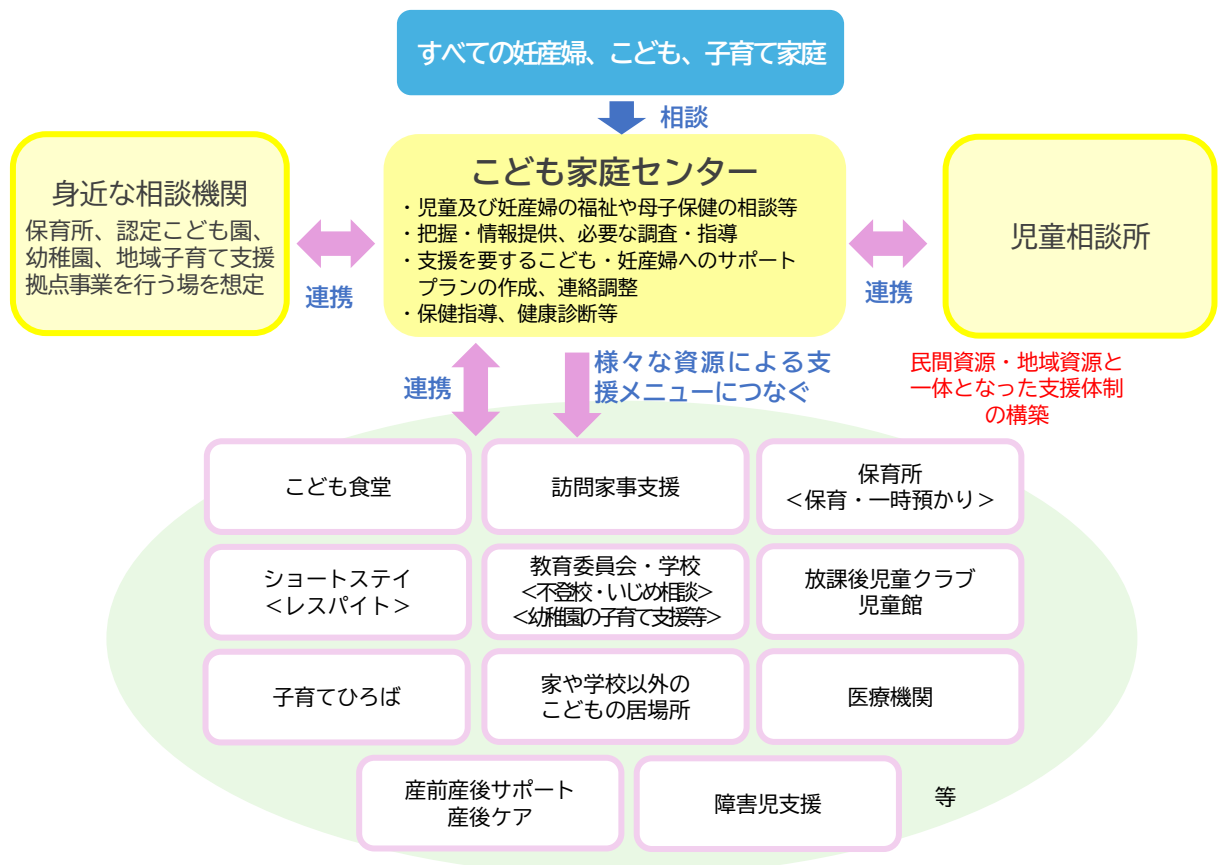 すべての妊産婦、こども、子育て家庭
相談
こども家庭センター
・児童及び妊産婦の福祉や母子保健の相談等
・把握・情報提供、必要な調査・指導
・支援を要するこども・妊産婦へのサポート
プランの作成、連絡調整
・保健指導、健康診断等
身近な相談機関
保育所、認定こども園、
幼稚園、地域子育て支援
拠点事業を行う場を想定
連携
連携
児童相談所
連携
様々な資源による支
援メニューにつなぐ
民間資源・地域資源と
一体となった支援体制
の構築
こども食堂
訪問家事支援
保育所
＜保育・一時預かり＞
ショートステイ
＜レスパイト＞
教育委員会・学校
＜不登校・いじめ相談＞
＜幼稚園の子育て支援等＞
放課後児童クラブ
児童館
子育てひろば
家や学校以外の
こどもの居場所
医療機関
産前産後サポート
産後ケア
障害児支援
等